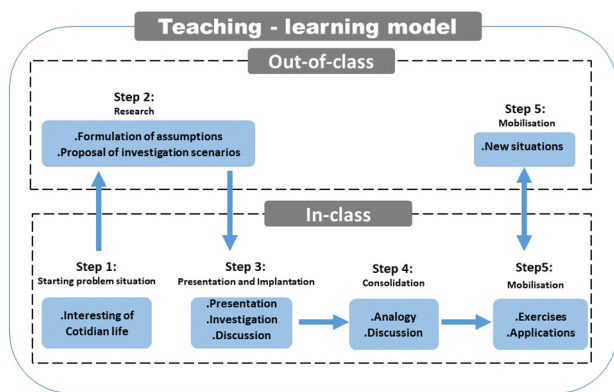 Teaching - learning model
Out-of-class
Step 2:
Research
.Formulation of assumptions
.Proposal of investigation scenarios
Step 5:
Mobilisation
.New situations
In-class
Step 1:
Starting problem situation
.Interesting of
Cotidian life
Step 3:
Presentation and Implantation
.Presentation
.Investigation
.Discussion
Step 4:
Consolidation
.Analogy
.Discussion
Step5:
Mobilisation
.Exercises
.Applications